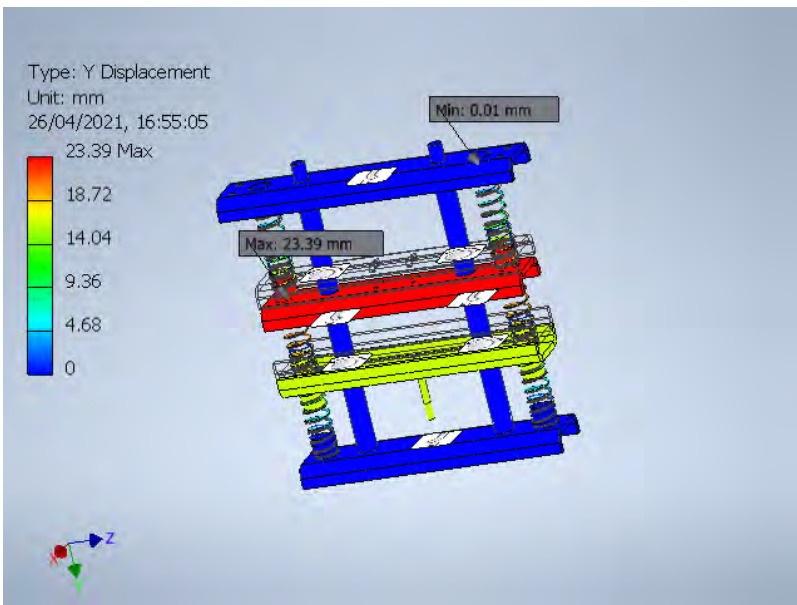 Type: Y Displacement
Unit: mm
26/04/2021, 16:55:05
23.39 Max
18.72
14.04
9.36
4.68
0
Min: 0.01 mm
Max: 23.39 mm
Z
X
Y